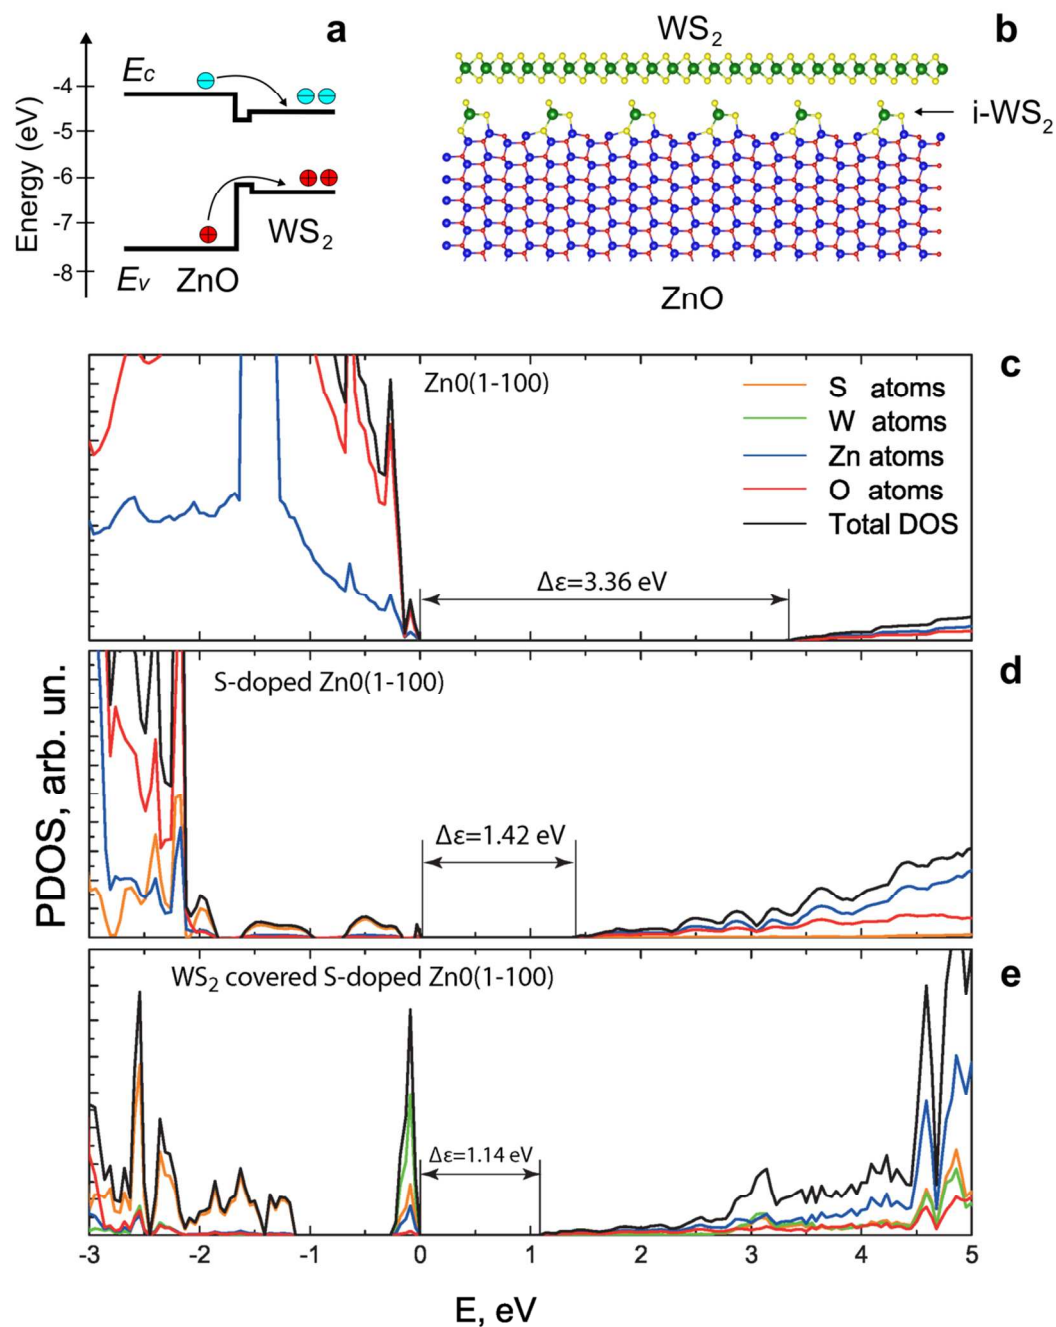 a
Energy (eV)
-4
-5
-6
-7
-8
Ec
Ev
ZnO
WS2
b
WS2
i-WS2
ZnO
PDOS, arb. un.
c
Zn0(1-100)
S atoms
W atoms
Zn atoms
O atoms
Total DOS
Δε=3.36 eV
d
S-doped Zn0(1-100)
Δε=1.42 eV
e
WS2 covered S-doped Zn0(1-100)
Δε=1.14 eV
-3 -2 -1 0 1 2 3 4 5
E, eV